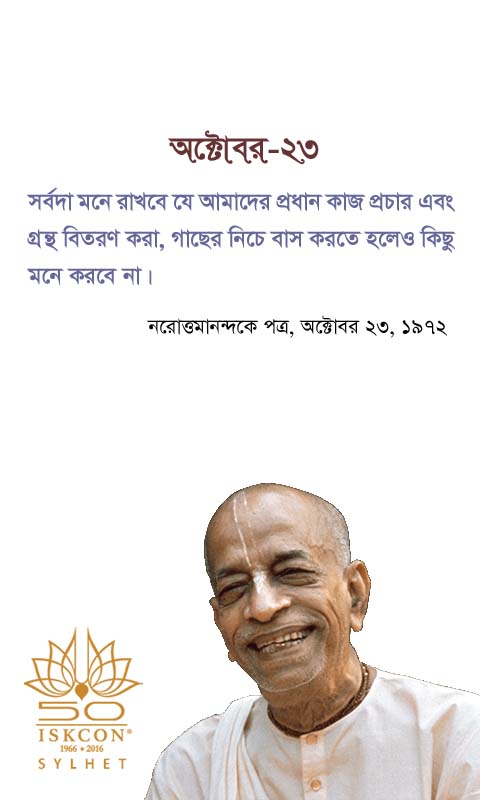 অক্টোবর-২৩
সর্বদা মনে রাখবে যে আমাদের প্রধান কাজ প্রচার এবং
গ্রন্থ বিতরণ করা, গাছের নিচে বাস করতে হলেও কিছু
মনে করবে না।
নরোত্তমানন্দকে পত্র, অক্টোবর ২৩, ১৯৭২
50
ISKCON®
1966 • 2016
SYLHET